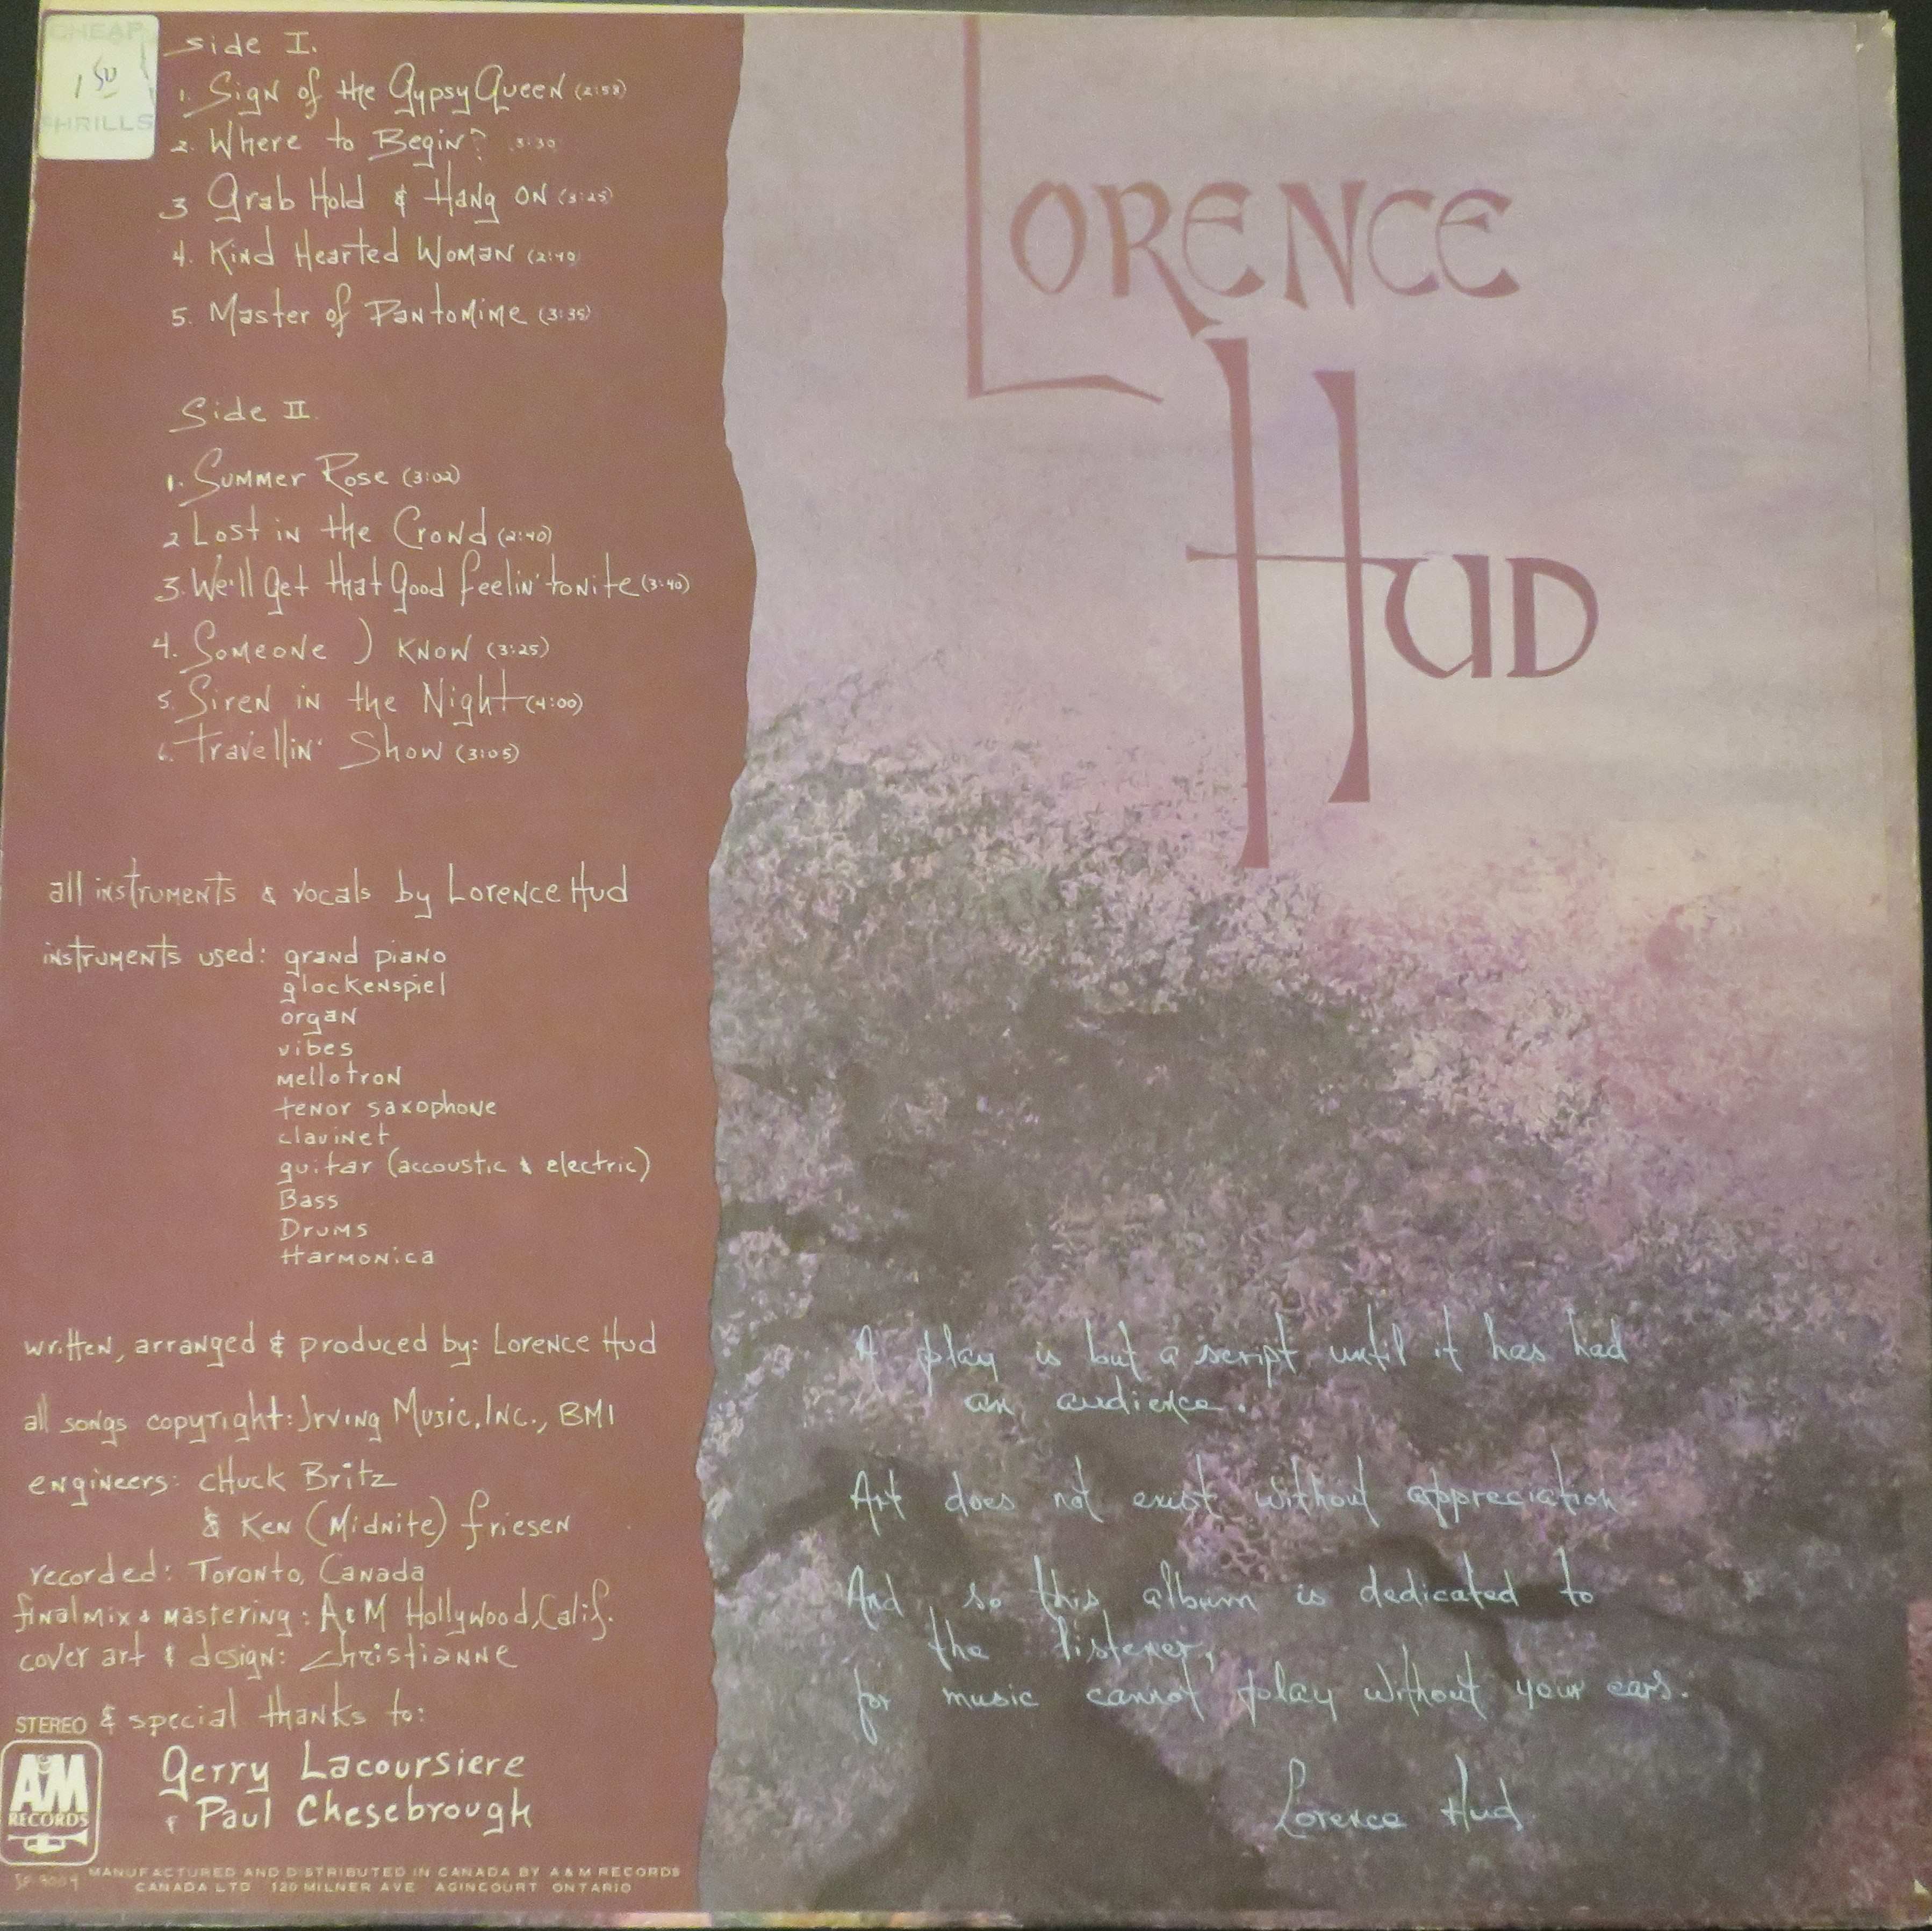 CHEAP
1 50
THRILLS
Side I.
1. Sign of the Gypsy Queen (2:58)
2. Where to Begin? 3:30
3 Grab Hold & Hang on (3:25)
4. Kind Hearted Woman (2:40)
5. Master of Pantomime (3:35)
Side II.
1. Summer Rose (3:02)
2 Lost in the Crowd (2:40)
3. We'll get that good feelin' tonite (3:40)
4. Someone I know (3:25)
5. Siren in the Night (4:00)
6. Travellin' Show (3:05)
all instruments & vocals by Lorence Hud
instruments used: grand piano
glockenspiel
organ
vibes
mellotron
tenor saxophone
clavinet
guitar (accoustic & electric)
Bass
Drums
Harmonica
written, arranged & produced by: Lorence Hud
all songs copyright: Irving Music, Inc., BMI
engineers: Chuck Britz
& Ken (Midnite) Friesen
recorded: Toronto, Canada
final mix & mastering: A&M Hollywood, Calif.
cover art & design: Christianne
STEREO & special thanks to:
Gerry Lacoursiere
& Paul Chesebrough
A&M
RECORDS
SP 9004
MANUFACTURED AND DISTRIBUTED IN CANADA BY A & M RECORDS
CANADA LTD 120 MILNER AVE AGINCOURT ONTARIO
LORENCE
HUD
A play is but a script until it has had
an audience.
Art does not exist without appreciation.
And so this album is dedicated to
the listener,
for music cannot play without your ears.
Lorence Hud